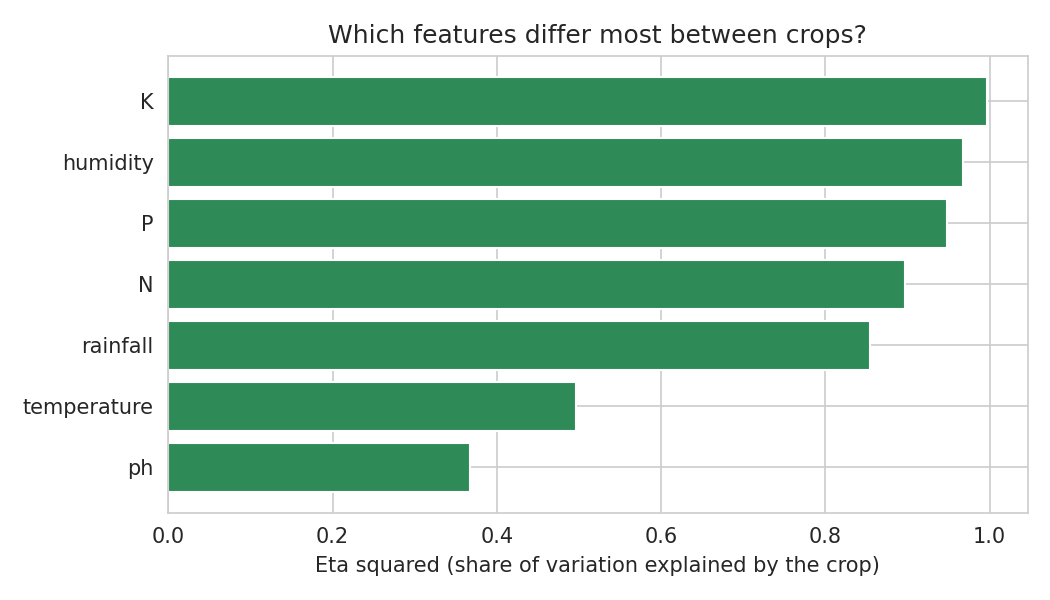 Which features differ most between crops?
K
humidity
P
N
rainfall
temperature
ph
0.0 0.2 0.4 0.6 0.8 1.0
Eta squared (share of variation explained by the crop)